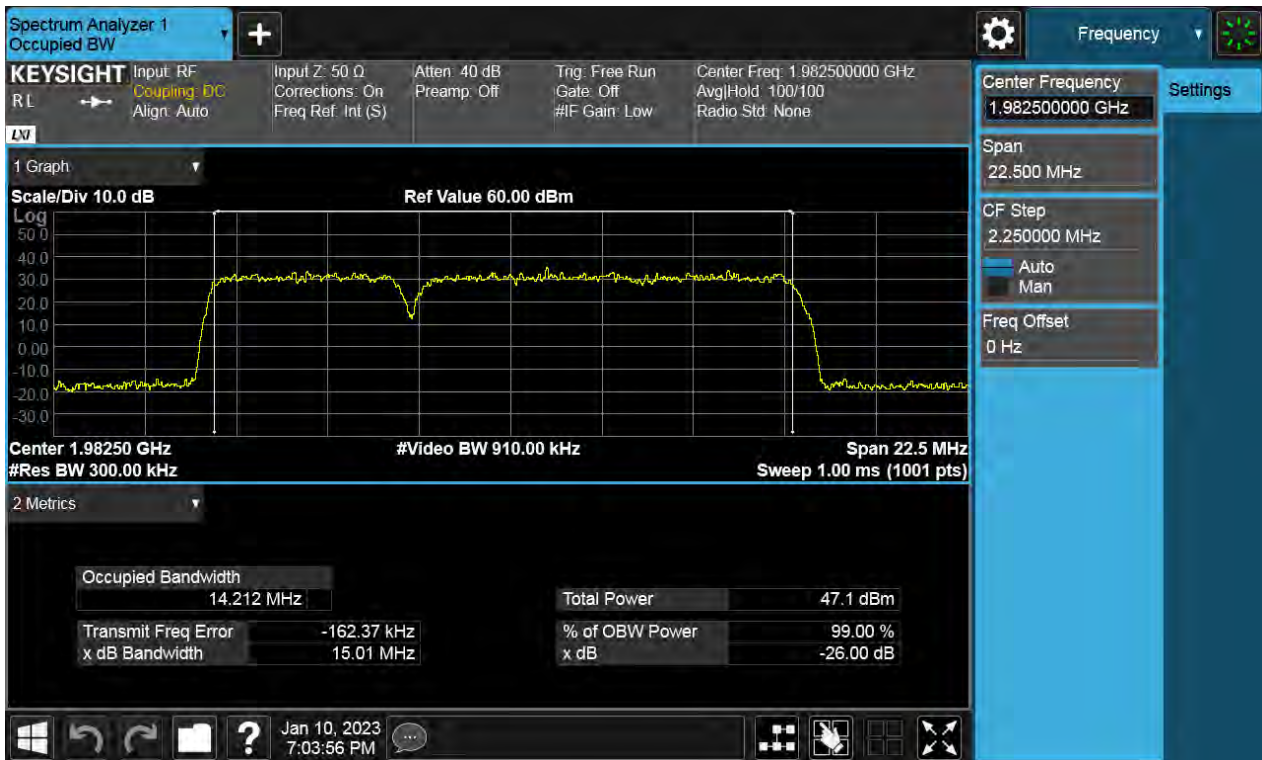 Spectrum Analyzer 1
Occupied BW
+
Frequency
KEYSIGHT
RL
LXI
Input: RF
Coupling: DC
Align: Auto
Input Z: 50 Ω
Corrections: On
Freq Ref: Int (S)
Atten: 40 dB
Preamp: Off
Trig: Free Run
Gate: Off
#IF Gain: Low
Center Freq: 1.982500000 GHz
Avg|Hold: 100/100
Radio Std: None
Center Frequency
1.982500000 GHz
Settings
Span
22.500 MHz
CF Step
2.250000 MHz
Auto
Man
Freq Offset
0 Hz
1 Graph
Scale/Div 10.0 dB
Ref Value 60.00 dBm
Log
50.0
40.0
30.0
20.0
10.0
0.00
-10.0
-20.0
-30.0
Center 1.98250 GHz
#Video BW 910.00 kHz
Span 22.5 MHz
#Res BW 300.00 kHz
Sweep 1.00 ms (1001 pts)
2 Metrics
Occupied Bandwidth
14.212 MHz
Total Power 47.1 dBm
Transmit Freq Error -162.37 kHz
% of OBW Power 99.00 %
x dB Bandwidth 15.01 MHz
x dB -26.00 dB
?
Jan 10, 2023
7:03:56 PM